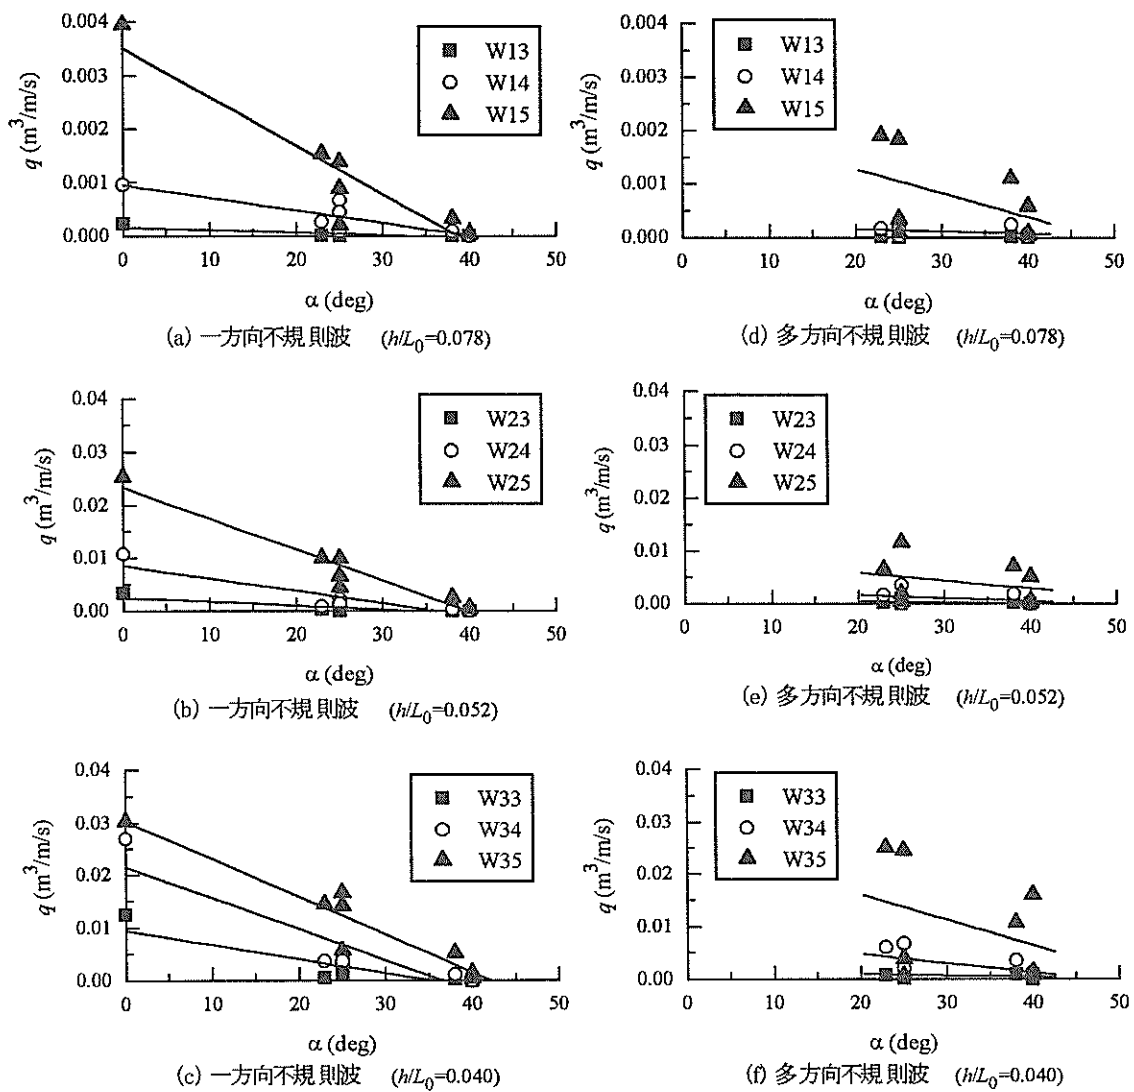 0.004
0.003
0.002
0.001
0.000
q (m³/m/s)
W13
W14
W15
0 10 20 30 40 50
α (deg)
(a) 一方向不規則波 (h/L₀=0.078)
0.004
0.003
0.002
0.001
0.000
q (m³/m/s)
W13
W14
W15
0 10 20 30 40 50
α (deg)
(d) 多方向不規則波 (h/L₀=0.078)
0.04
0.03
0.02
0.01
0.00
q (m³/m/s)
W23
W24
W25
0 10 20 30 40 50
α (deg)
(b) 一方向不規則波 (h/L₀=0.052)
0.04
0.03
0.02
0.01
0.00
q (m³/m/s)
W23
W24
W25
0 10 20 30 40 50
α (deg)
(e) 多方向不規則波 (h/L₀=0.052)
0.04
0.03
0.02
0.01
0.00
q (m³/m/s)
W33
W34
W35
0 10 20 30 40 50
α (deg)
(c) 一方向不規則波 (h/L₀=0.040)
0.04
0.03
0.02
0.01
0.00
q (m³/m/s)
W33
W34
W35
0 10 20 30 40 50
α (deg)
(f) 多方向不規則波 (h/L₀=0.040)